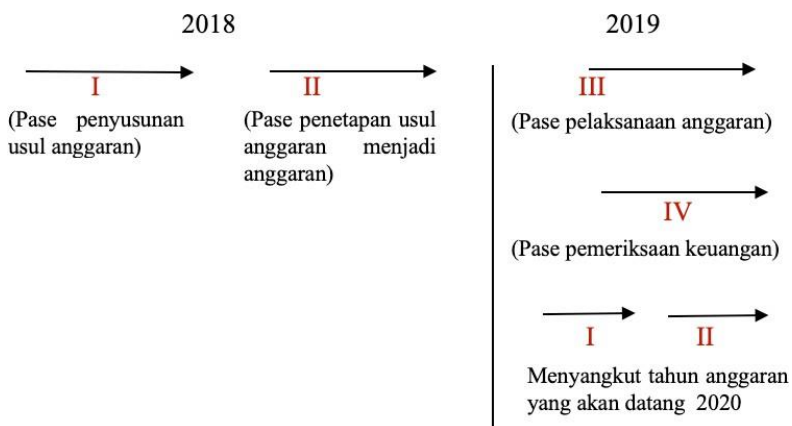 2018
2019
I
II
III
(Pase penyusunan
usul anggaran)
(Pase penetapan usul
anggaran menjadi
anggaran)
(Pase pelaksanaan anggaran)
IV
(Pase pemeriksaan keuangan)
I
II
Menyangkut tahun anggaran
yang akan datang 2020